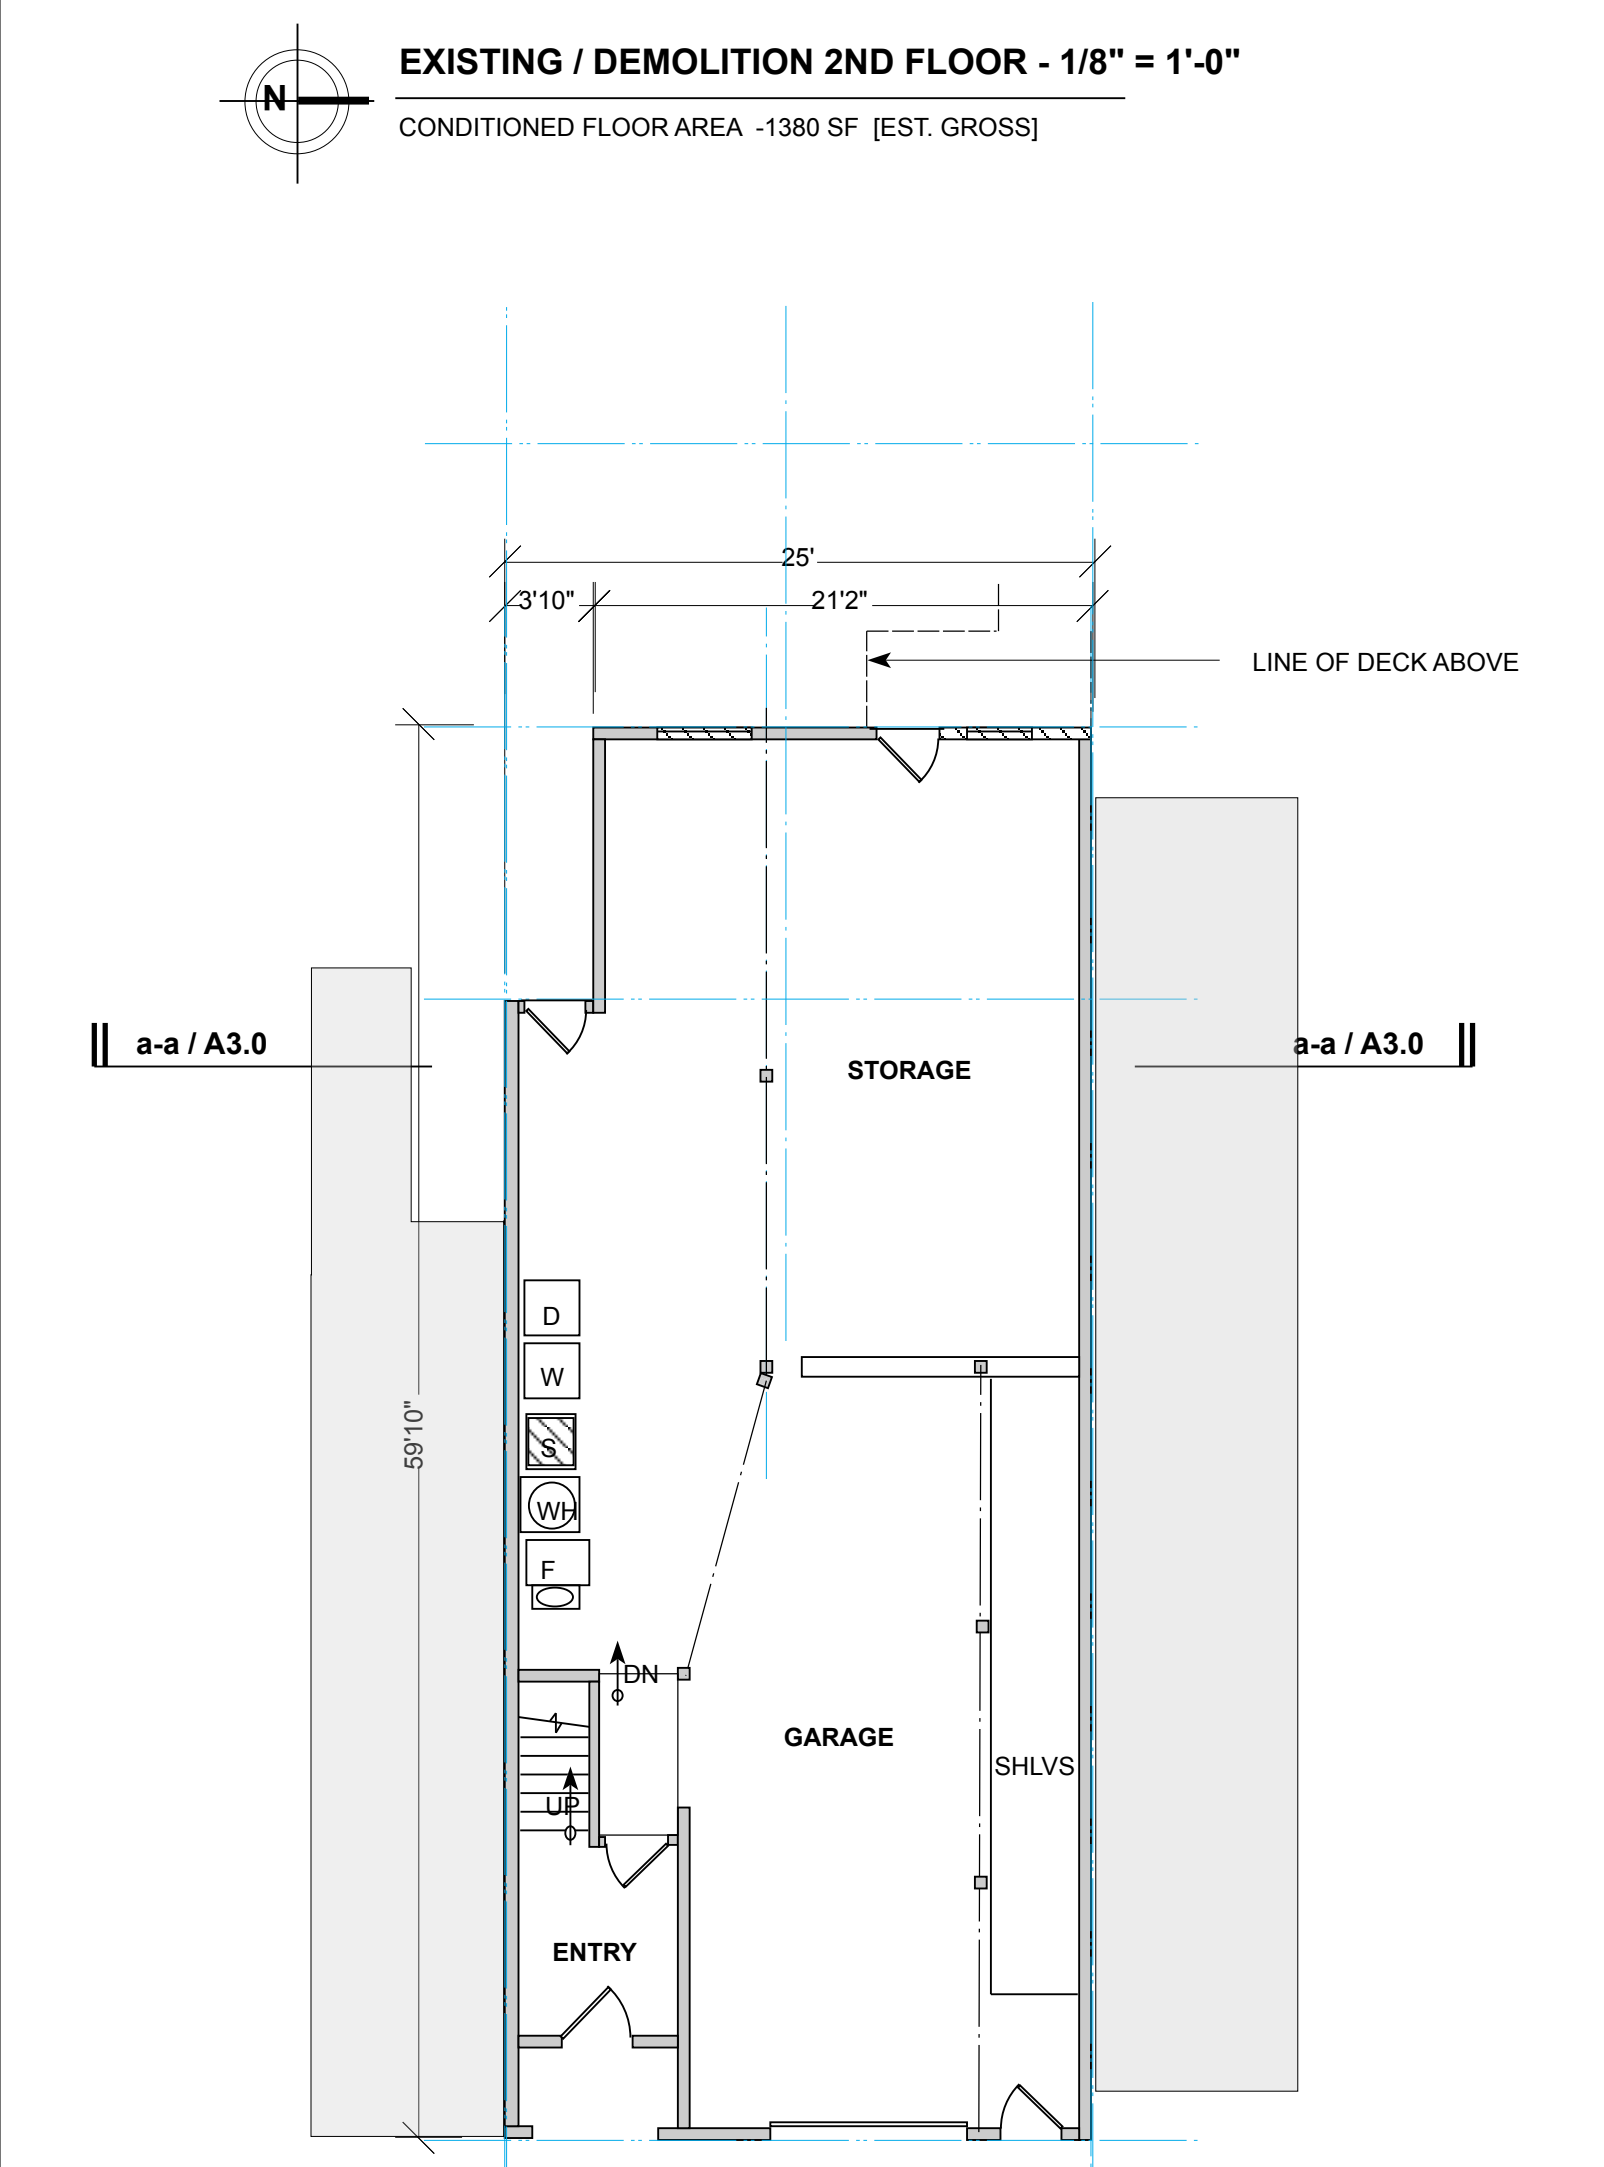 N
EXISTING / DEMOLITION 2ND FLOOR - 1/8" = 1'-0"
CONDITIONED FLOOR AREA -1380 SF [EST. GROSS]
25'
3'10"
21'2"
LINE OF DECK ABOVE
a-a / A3.0
a-a / A3.0
STORAGE
D
W
59'10"
S
WH
F
DN
GARAGE
SHLVS
UP
ENTRY